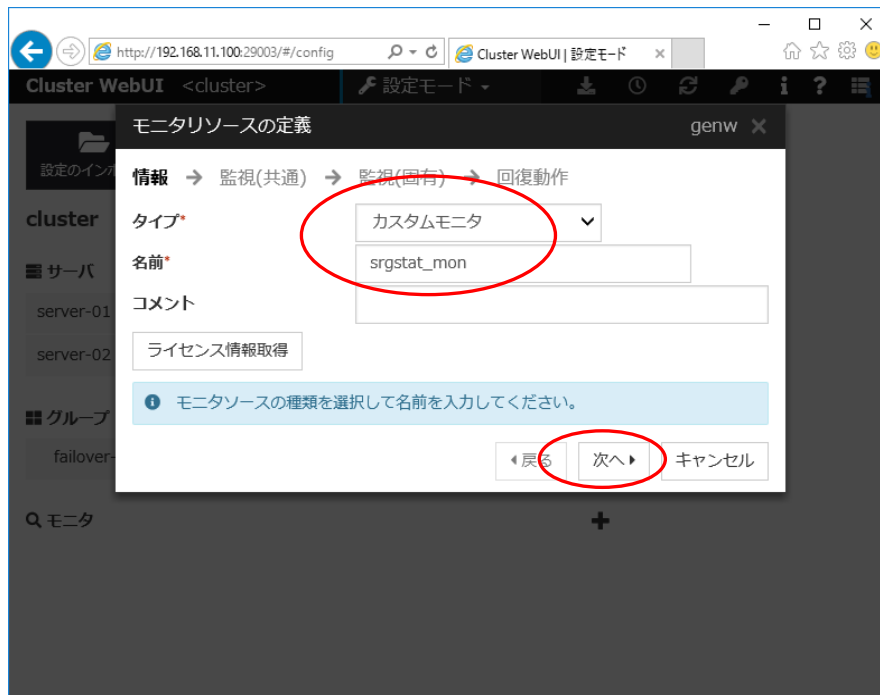 http://192.168.11.100:29003/#/config
Cluster WebUI | 設定モード ×
Cluster WebUI <cluster> 設定モード
モニタリソースの定義 genw
設定のインポ
情報 → 監視(共通) → 監視(固有) → 回復動作
cluster
タイプ* カスタムモニタ
名前* srgstat_mon
サーバ
コメント
server-01
ライセンス情報取得
server-02
モニタソースの種類を選択して名前を入力してください。
グループ
failover-
戻る 次へ キャンセル
モニタ